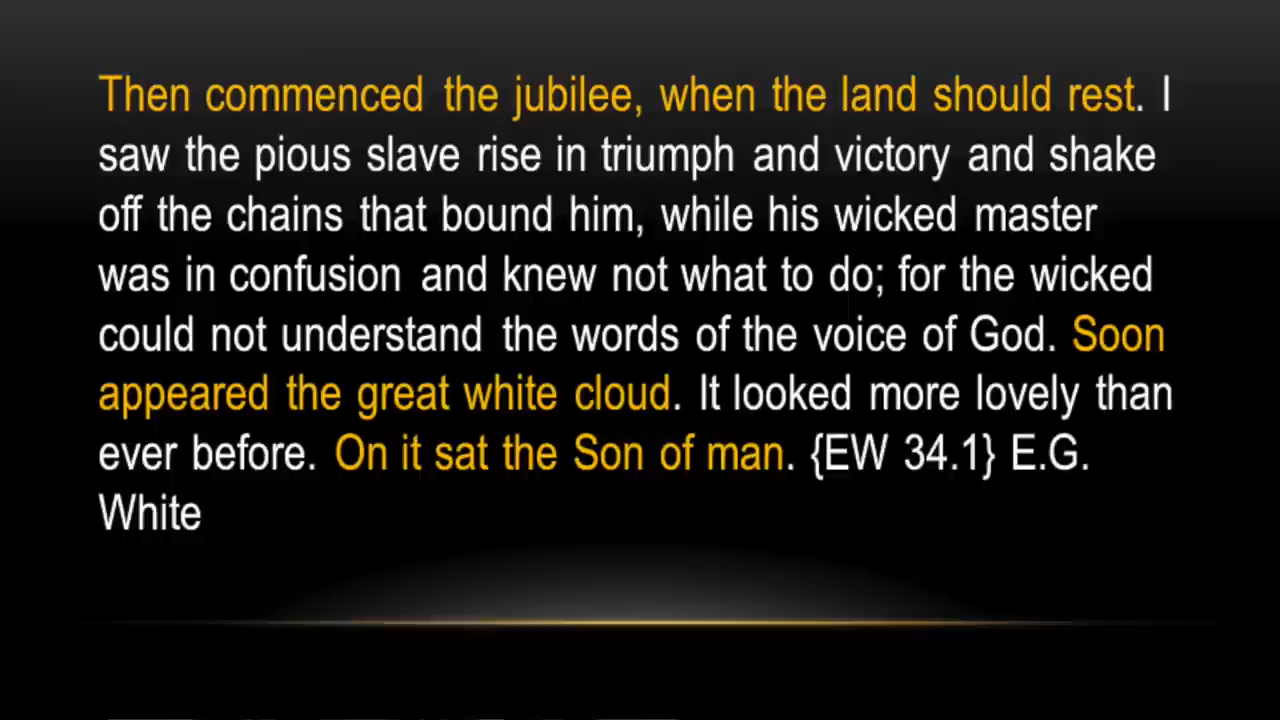 Then commenced the jubilee, when the land should rest. I
saw the pious slave rise in triumph and victory and shake
off the chains that bound him, while his wicked master
was in confusion and knew not what to do; for the wicked
could not understand the words of the voice of God. Soon
appeared the great white cloud. It looked more lovely than
ever before. On it sat the Son of man. {EW 34.1} E.G.
White